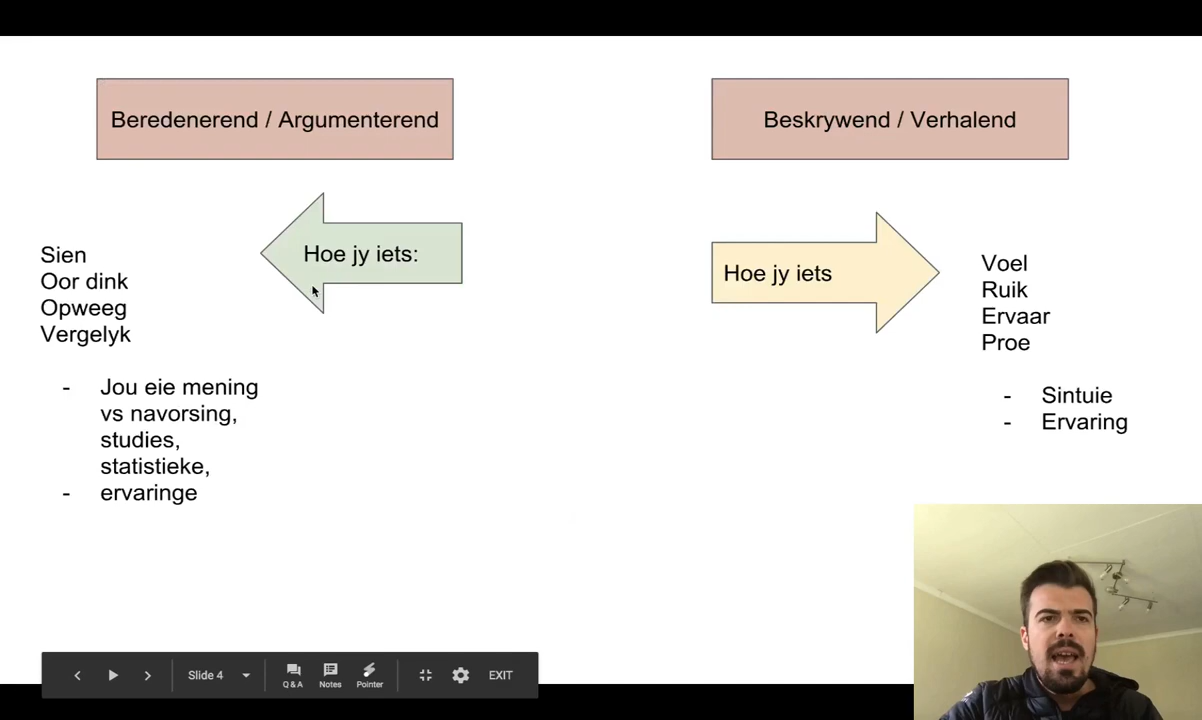 Beredenerend / Argumenterend
Hoe jy iets:
Sien
Oor dink
Opweeg
Vergelyk
- Jou eie mening
vs navorsing,
studies,
statistieke,
- ervaringe
Beskrywend / Verhalend
Hoe jy iets
Voel
Ruik
Ervaar
Proe
- Sintuie
- Ervaring
Slide 4
Q & A
Notes
Pointer
EXIT